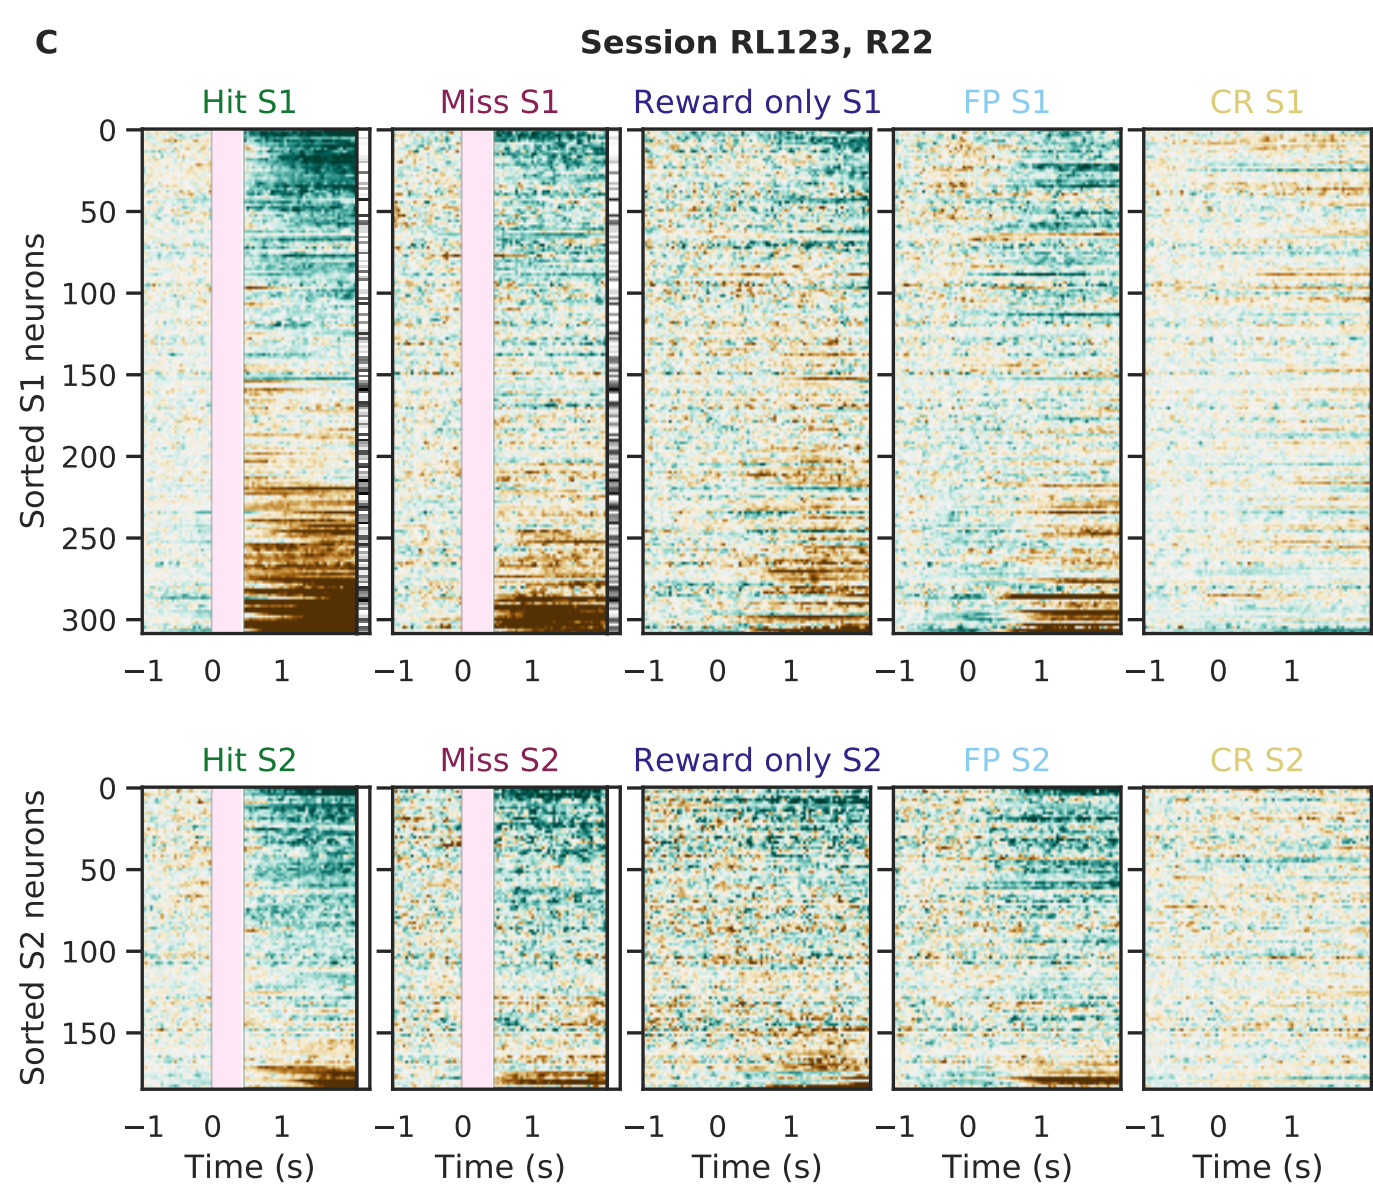 C
Session RL123, R22
Hit S1 Miss S1 Reward only S1 FP S1 CR S1
Sorted S1 neurons
0
50
100
150
200
250
300
−1 0 1 −1 0 1 −1 0 1 −1 0 1 −1 0 1
Hit S2 Miss S2 Reward only S2 FP S2 CR S2
Sorted S2 neurons
0
50
100
150
−1 0 1 −1 0 1 −1 0 1 −1 0 1 −1 0 1
Time (s) Time (s) Time (s) Time (s) Time (s)